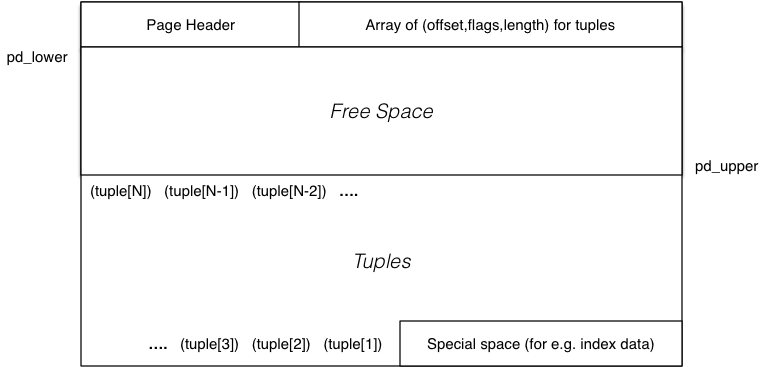 Page Header
Array of (offset,flags,length) for tuples
pd_lower
Free Space
pd_upper
(tuple[N]) (tuple[N-1]) (tuple[N-2]) ....
Tuples
.... (tuple[3]) (tuple[2]) (tuple[1])
Special space (for e.g. index data)